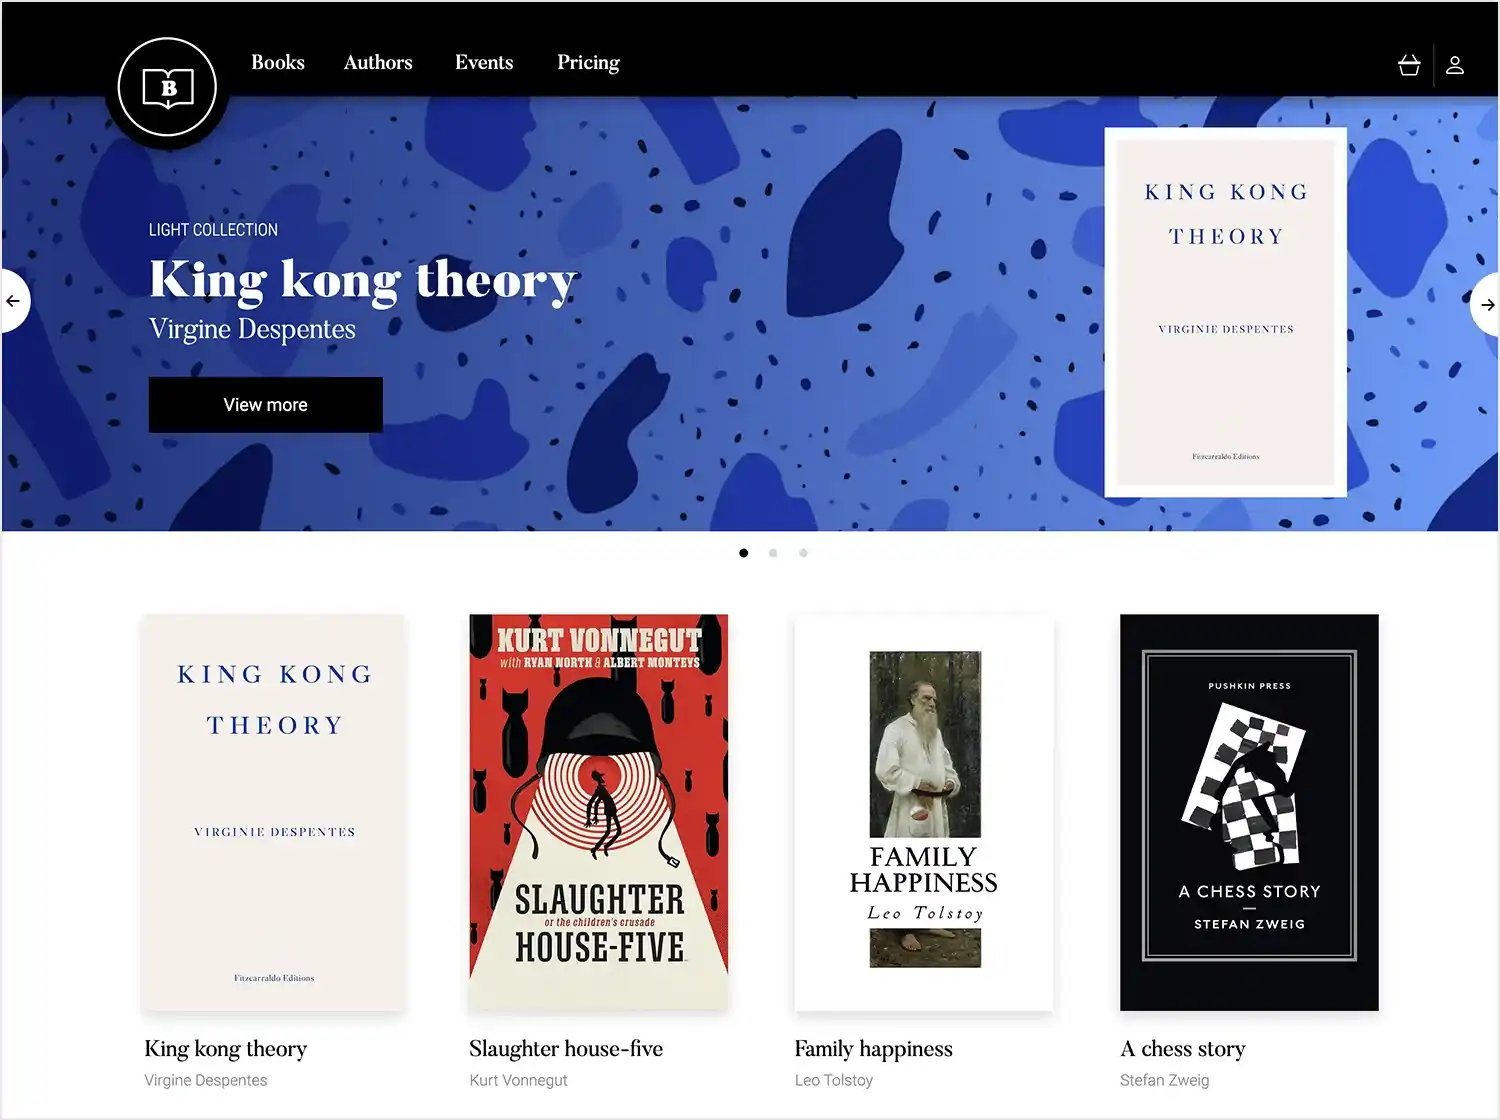 B
Books Authors Events Pricing
LIGHT COLLECTION
King kong theory
Virgine Despentes
View more
KING KONG
THEORY
VIRGINIE DESPENTES
Fitzcarraldo Editions
KING KONG
THEORY
VIRGINIE DESPENTES
Fitzcarraldo Editions
King kong theory
Virgine Despentes
KURT VONNEGUT
with RYAN NORTH & ALBERT MONTEYS
SLAUGHTER
or the children's crusade
HOUSE-FIVE
Slaughter house-five
Kurt Vonnegut
FAMILY
HAPPINESS
Leo Tolstoy
Family happiness
Leo Tolstoy
PUSHKIN PRESS
A CHESS STORY
STEFAN ZWEIG
A chess story
Stefan Zweig